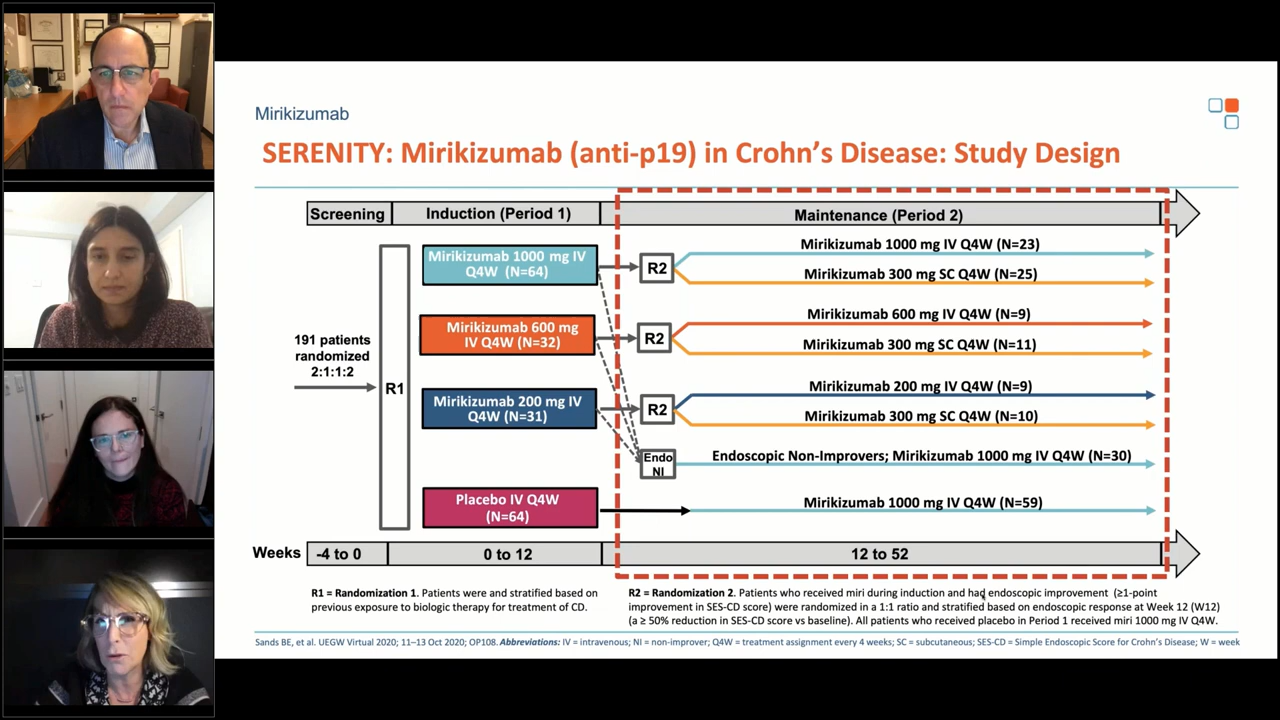 Mirikizumab
SERENITY: Mirikizumab (anti-p19) in Crohn's Disease: Study Design
Screening
Induction (Period 1)
Maintenance (Period 2)
191 patients
randomized
2:1:1:2
R1
Mirikizumab 1000 mg IV
Q4W (N=64)
R2
Mirikizumab 1000 mg IV Q4W (N=23)
Mirikizumab 300 mg SC Q4W (N=25)
Mirikizumab 600 mg
IV Q4W (N=32)
R2
Mirikizumab 600 mg IV Q4W (N=9)
Mirikizumab 300 mg SC Q4W (N=11)
Mirikizumab 200 mg IV
Q4W (N=31)
R2
Mirikizumab 200 mg IV Q4W (N=9)
Mirikizumab 300 mg SC Q4W (N=10)
Endo
NI
Endoscopic Non-Improvers; Mirikizumab 1000 mg IV Q4W (N=30)
Placebo IV Q4W
(N=64)
Mirikizumab 1000 mg IV Q4W (N=59)
Weeks
-4 to 0
0 to 12
12 to 52
R1 = Randomization 1. Patients were and stratified based on
previous exposure to biologic therapy for treatment of CD.
R2 = Randomization 2. Patients who received miri during induction and had endoscopic improvement (≥1-point
improvement in SES-CD score) were randomized in a 1:1 ratio and stratified based on endoscopic response at Week 12 (W12)
(a ≥ 50% reduction in SES-CD score vs baseline). All patients who received placebo in Period 1 received miri 1000 mg IV Q4W.
Sands BE, et al. UEGW Virtual 2020; 11–13 Oct 2020; OP108. Abbreviations: IV = intravenous; NI = non-improver; Q4W = treatment assignment every 4 weeks; SC = subcutaneous; SES-CD = Simple Endoscopic Score for Crohn's Disease; W = week